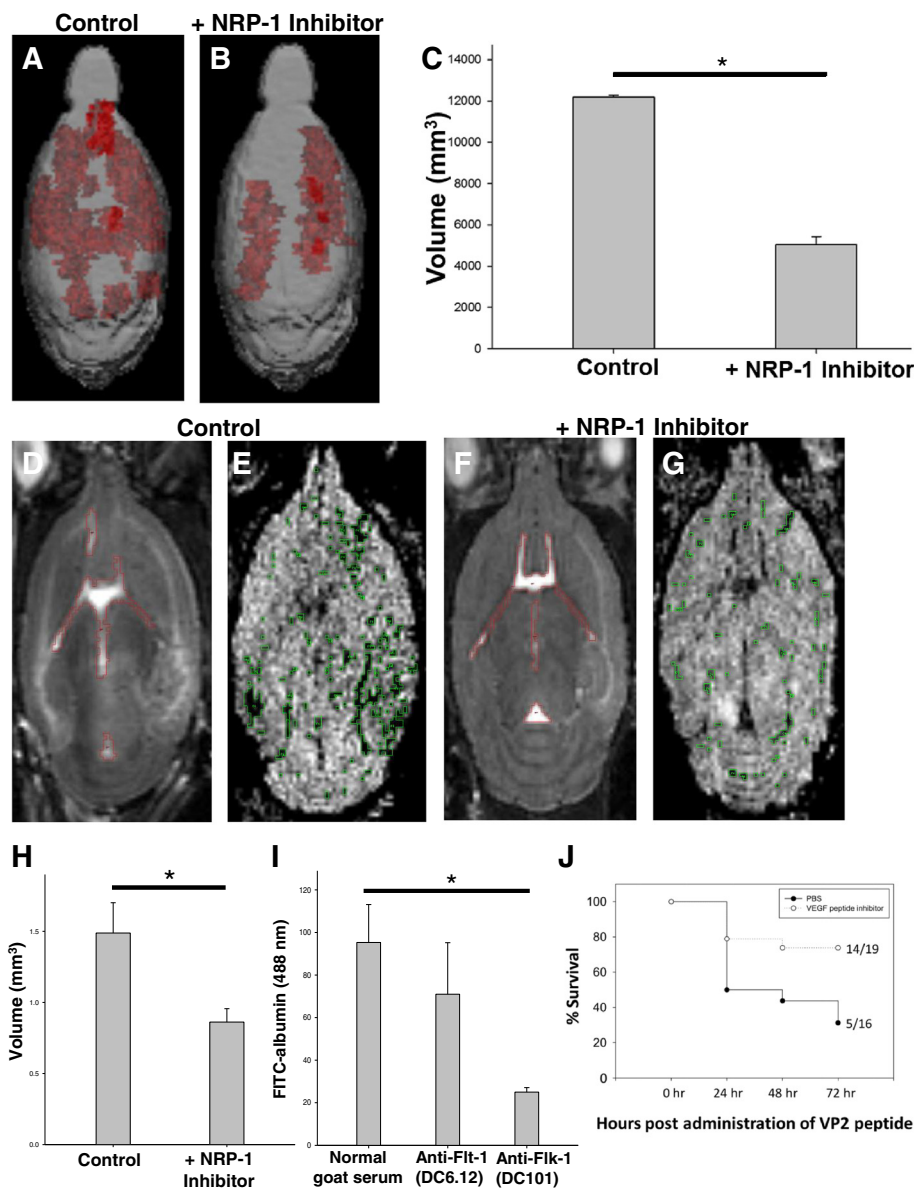 Control
+ NRP-1 Inhibitor
A
B
C
14000
12000
10000
8000
6000
4000
2000
0
Volume (mm³)
*
Control
+ NRP-1 Inhibitor
Control
+ NRP-1 Inhibitor
D
E
F
G
H
*
1.5
1.0
0.5
0.0
Volume (mm³)
Control
+ NRP-1
Inhibitor
I
*
120
100
80
60
40
20
0
FITC-albumin (488 nm)
Normal
goat serum
Anti-Flt-1
(DC6.12)
Anti-Flk-1
(DC101)
J
PBS
VEGF peptide inhibitor
100
80
60
40
20
0
% Survival
14/19
5/16
0 hr
24 hr
48 hr
72 hr
Hours post administration of VP2 peptide